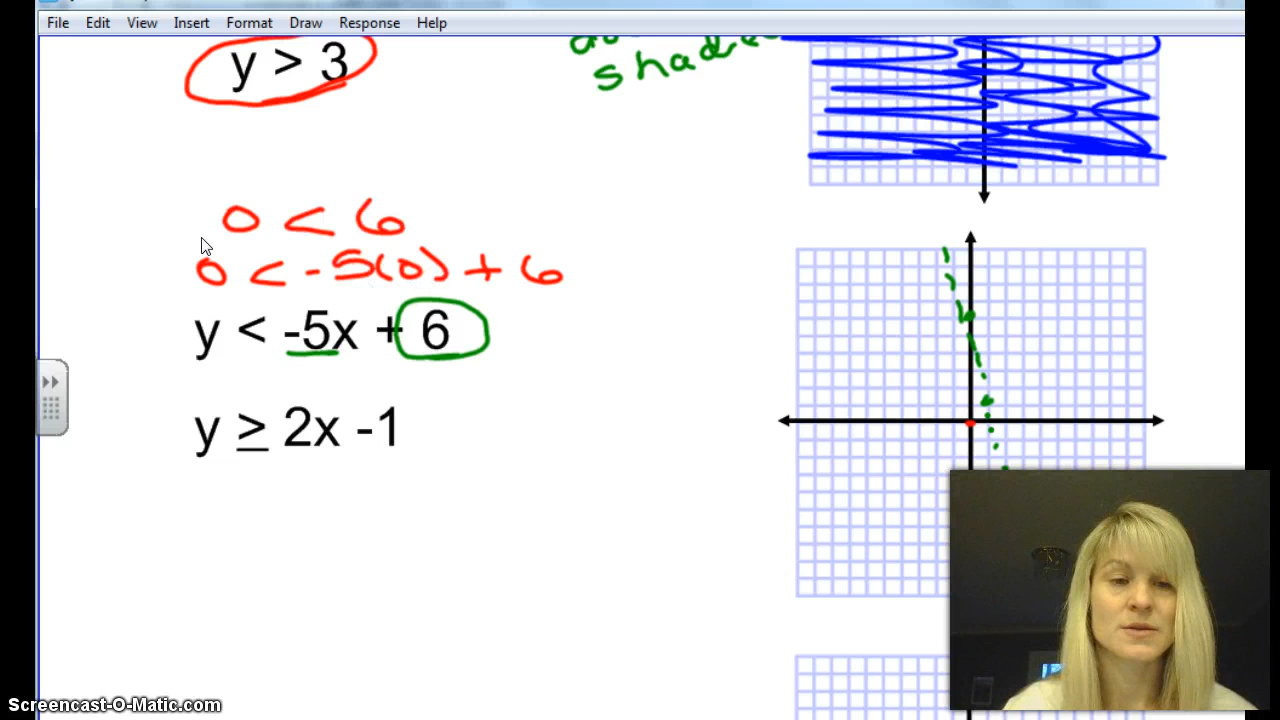 File Edit View Insert Format Draw Response Help
y > 3
shaded
0 < 6
0 < -5(0) + 6
y < -5x + 6
y ≥ 2x -1
Screencast-O-Matic.com